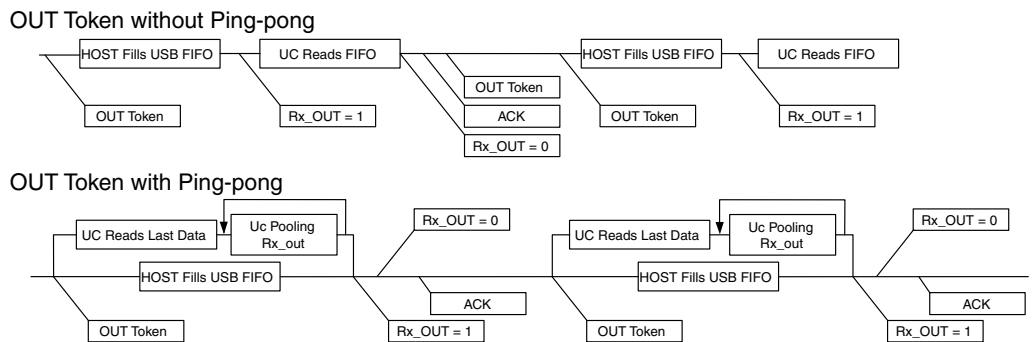 OUT Token without Ping-pong
HOST Fills USB FIFO
UC Reads FIFO
HOST Fills USB FIFO
UC Reads FIFO
OUT Token
OUT Token
Rx_OUT = 1
ACK
OUT Token
Rx_OUT = 1
Rx_OUT = 0
OUT Token with Ping-pong
Rx_OUT = 0
Rx_OUT = 0
UC Reads Last Data
Uc Pooling
Rx_out
UC Reads Last Data
Uc Pooling
Rx_out
HOST Fills USB FIFO
HOST Fills USB FIFO
ACK
ACK
OUT Token
Rx_OUT = 1
OUT Token
Rx_OUT = 1